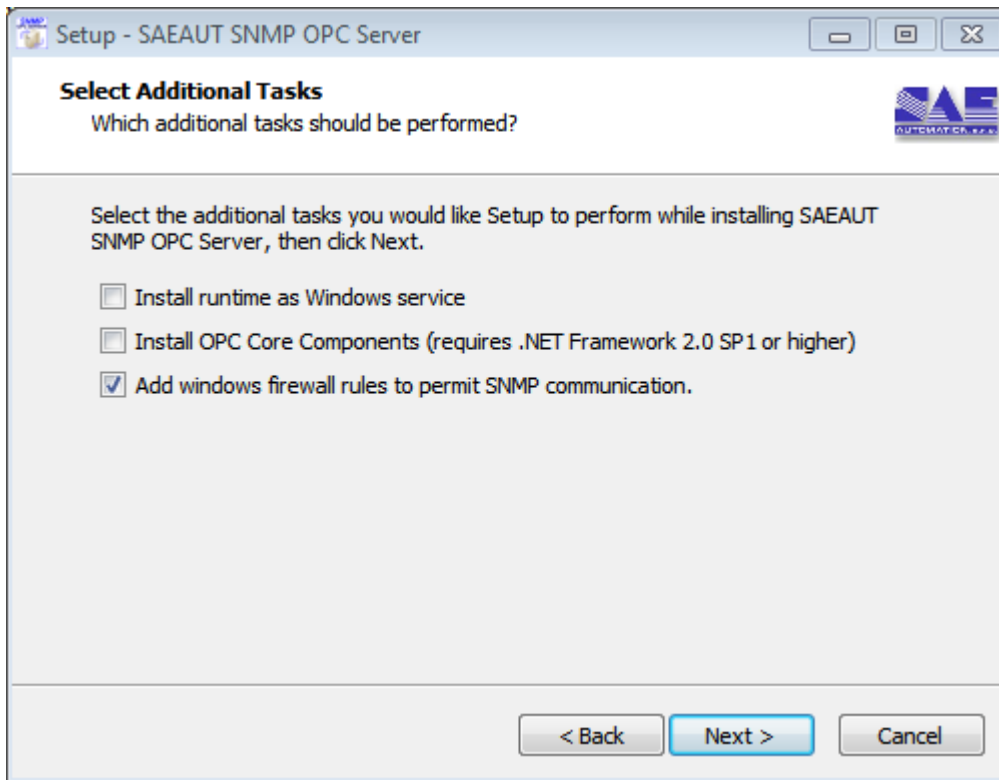 SNMP
Setup - SAEAUT SNMP OPC Server
Select Additional Tasks
Which additional tasks should be performed?
SAE
AUTOMATION, s.r.o.
Select the additional tasks you would like Setup to perform while installing SAEAUT
SNMP OPC Server, then click Next.
Install runtime as Windows service
Install OPC Core Components (requires .NET Framework 2.0 SP1 or higher)
Add windows firewall rules to permit SNMP communication.
< Back
Next >
Cancel